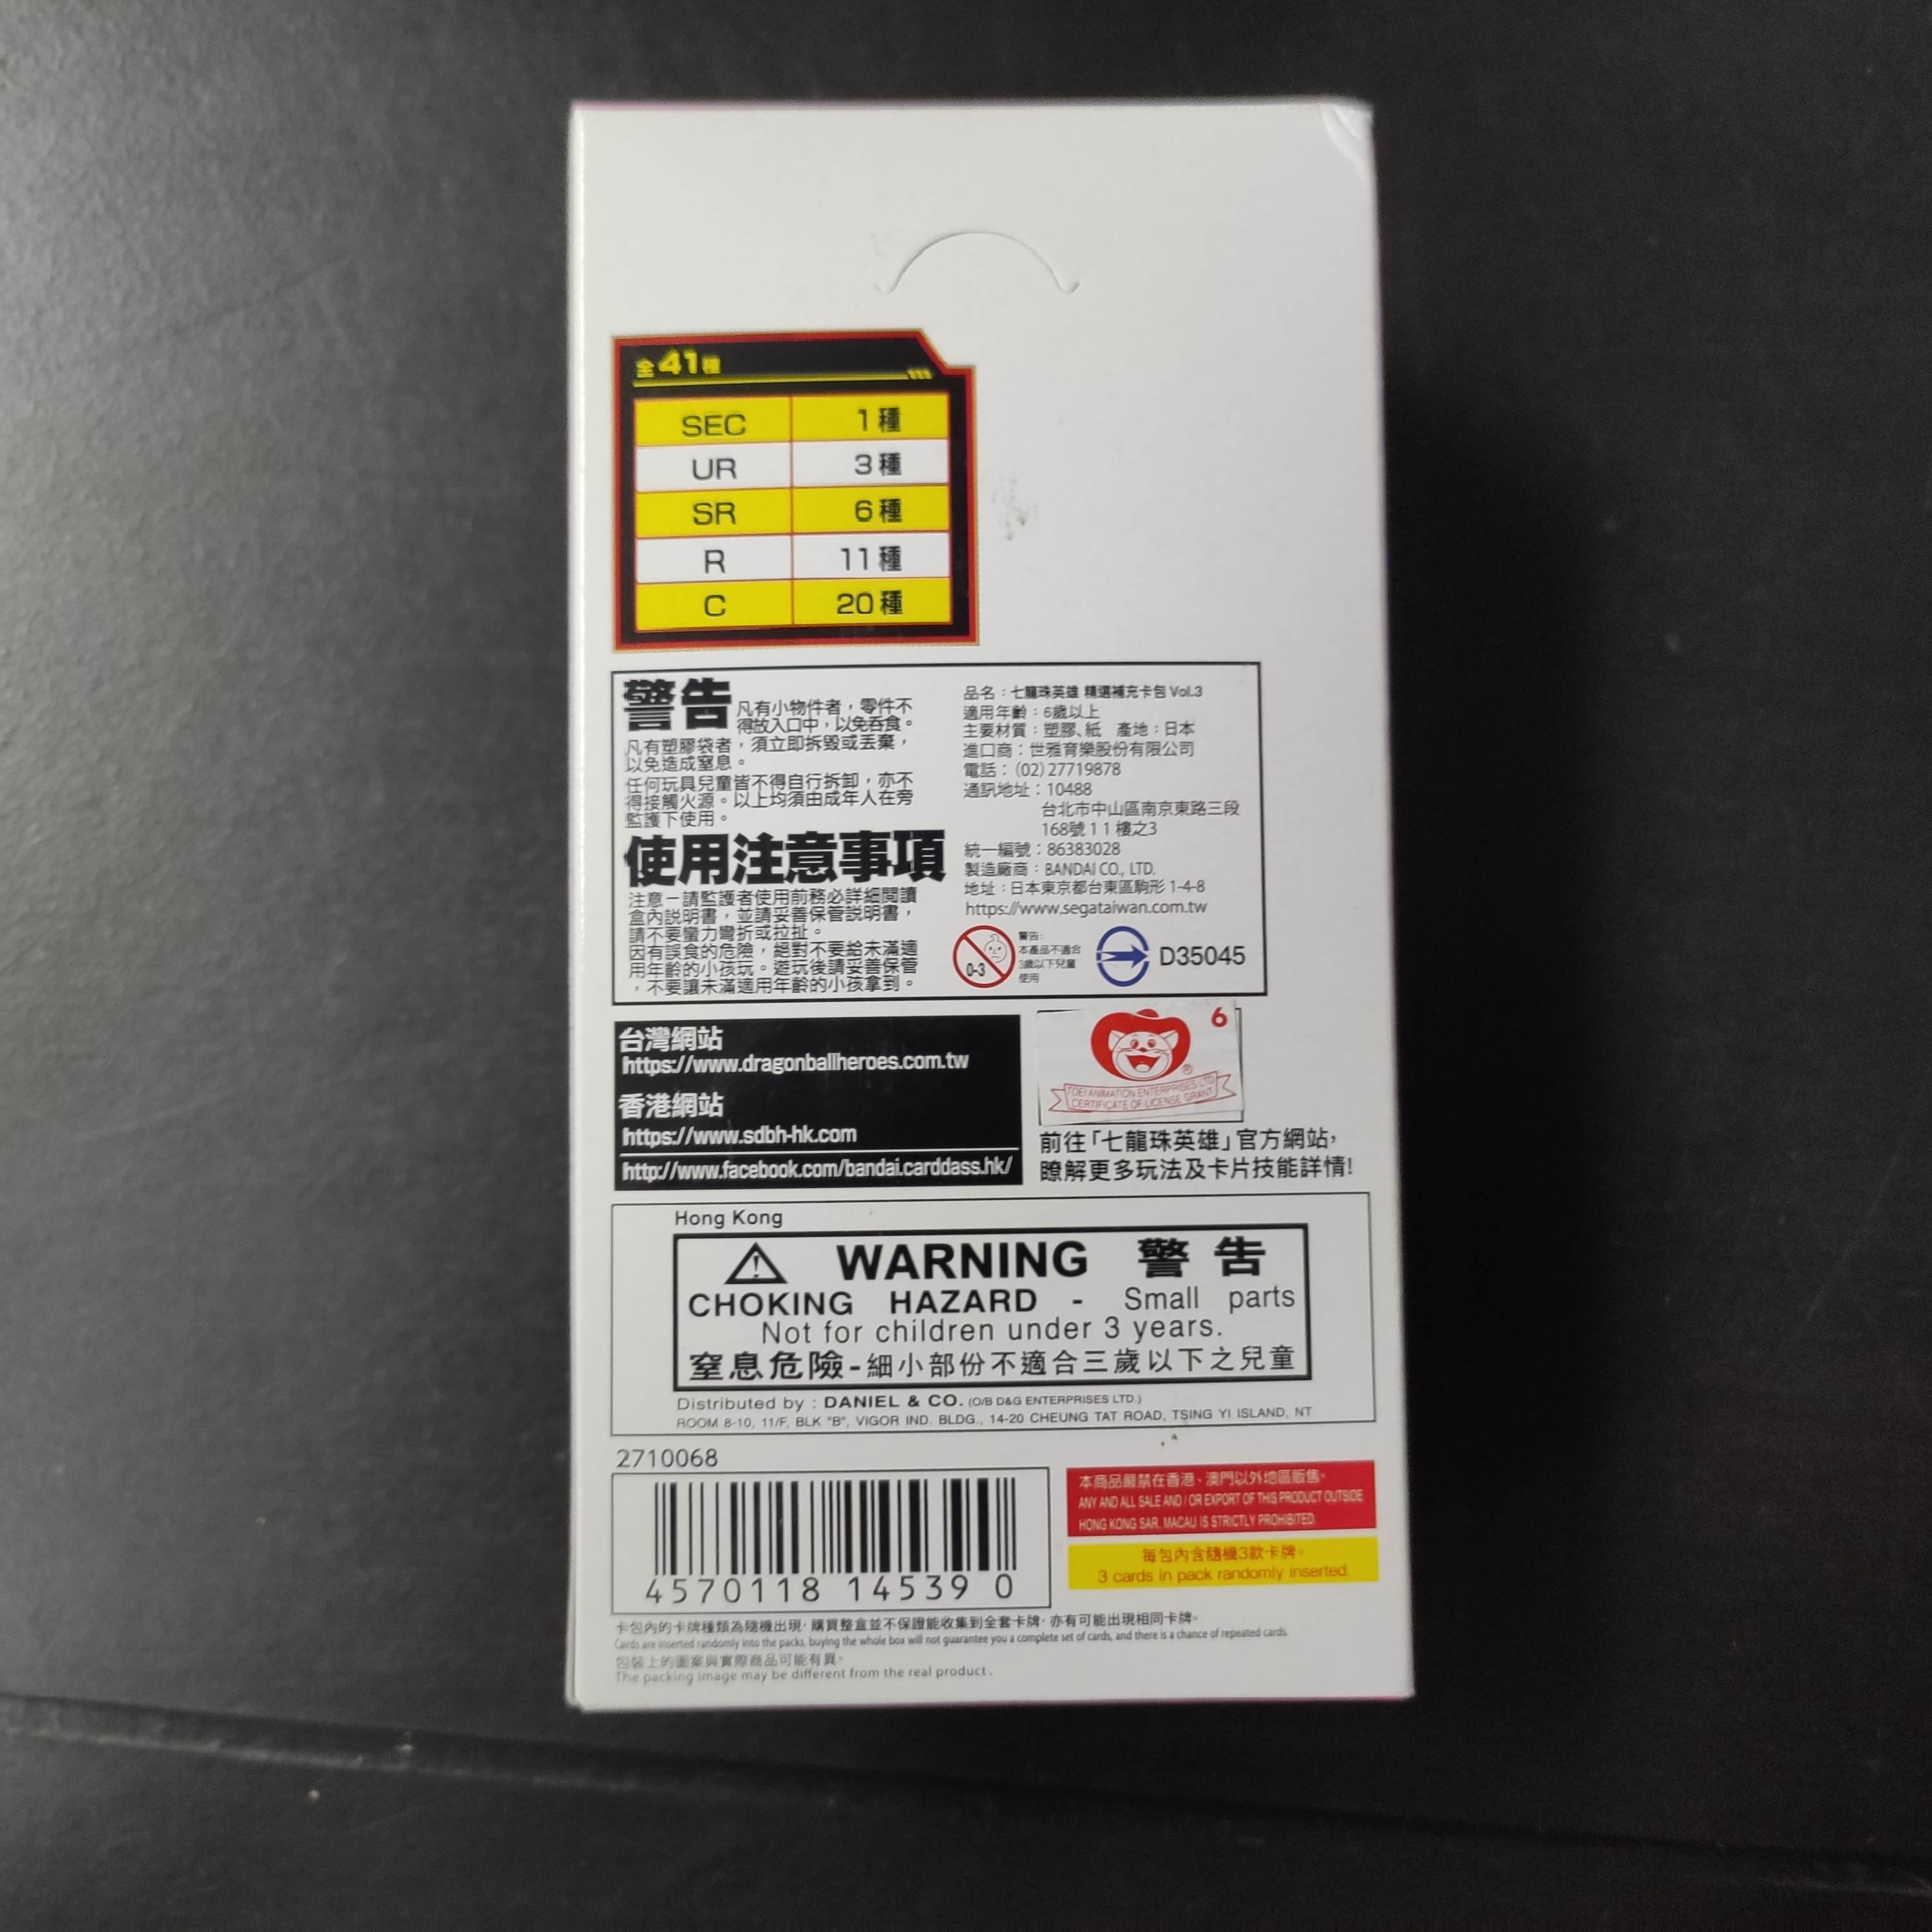 全41種
SEC 1種
UR 3種
SR 6種
R 11種
C 20種
警告 凡有小物件者，零件不
得放入口中，以免吞食。
凡有塑膠袋者，須立即拆毀或丟棄，
以免造成窒息。
任何玩具兒童皆不得自行拆卸，亦不
得接觸火源。以上均須由成年人在旁
監護下使用。
使用注意事項
注意－請監護者使用前務必詳細閱讀
盒內說明書，並請妥善保管說明書，
請不要蠻力彎折或拉扯。
因有誤食的危險，絕對不要給未滿適
用年齡的小孩玩。遊玩後請妥善保管
，不要讓未滿適用年齡的小孩拿到。
品名：七龍珠英雄 精選補充卡包 Vol.3
適用年齡：6歲以上
主要材質：塑膠、紙 產地：日本
進口商：世雅育樂股份有限公司
電話：(02)27719878
通訊地址：10488
台北市中山區南京東路三段
168號11樓之3
統一編號：86383028
製造廠商：BANDAI CO., LTD.
地址：日本東京都台東區駒形 1-4-8
https://www.segataiwan.com.tw
0-3
警告:
本產品不適合
3歲以下兒童
使用
D35045
台灣網站
https://www.dragonballheroes.com.tw
香港網站
https://www.sdbh-hk.com
http://www.facebook.com/bandai.carddass.hk/
6
®
TOEI ANIMATION ENTERPRISES LTD
CERTIFICATE OF LICENSE GRANT
前往「七龍珠英雄」官方網站，
瞭解更多玩法及卡片技能詳情!
Hong Kong
WARNING 警告
CHOKING HAZARD - Small parts
Not for children under 3 years.
窒息危險-細小部份不適合三歲以下之兒童
Distributed by : DANIEL & CO. (O/B D&G ENTERPRISES LTD.)
ROOM 8-10, 11/F, BLK "B", VIGOR IND. BLDG., 14-20 CHEUNG TAT ROAD, TSING YI ISLAND, NT
2710068
4570118 14539 0
本商品嚴禁在香港、澳門以外地區販售。
ANY AND ALL SALE AND / OR EXPORT OF THIS PRODUCT OUTSIDE
HONG KONG SAR, MACAU IS STRICTLY PROHIBITED.
每包內含隨機3款卡牌。
3 cards in pack randomly inserted.
卡包內的卡牌種類為隨機出現，購買整盒並不保證能收集到全套卡牌，亦有可能出現相同卡牌。
Cards are inserted randomly into the packs, buying the whole box will not guarantee you a complete set of cards, and there is a chance of repeated cards.
包裝上的圖案與實際商品可能有異。
The packing image may be different from the real product.